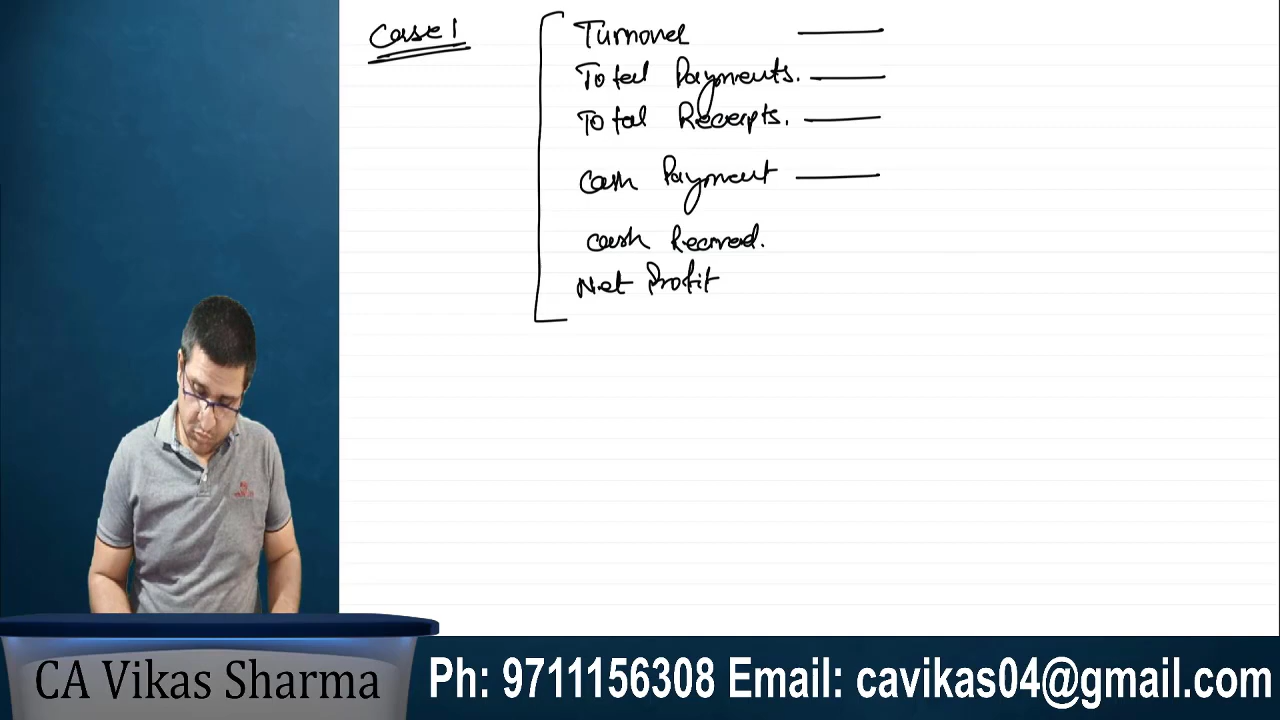 Case 1
Turnover
Total Payments.
Total Receipts.
Cash Payment
Cash Received.
Net Profit
CA Vikas Sharma
Ph: 9711156308 Email: cavikas04@gmail.com